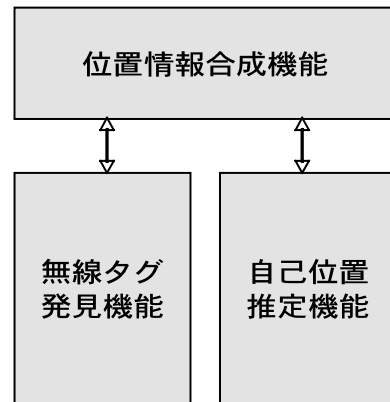 位置情報合成機能
無線タグ
発見機能
自己位置
推定機能